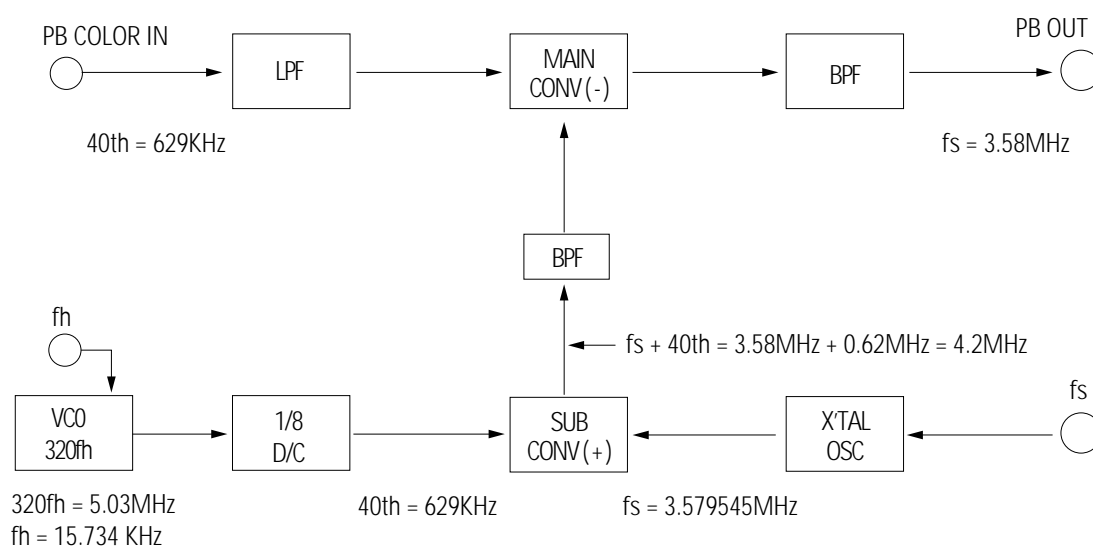 PB COLOR IN
PB OUT
LPF
MAIN
CONV(-)
BPF
40th = 629KHz
fs = 3.58MHz
BPF
fh
fs + 40th = 3.58MHz + 0.62MHz = 4.2MHz
fs
VCO
320fh
1/8
D/C
SUB
CONV(+)
X'TAL
OSC
320fh = 5.03MHz
fh = 15.734 KHz
40th = 629KHz
fs = 3.579545MHz